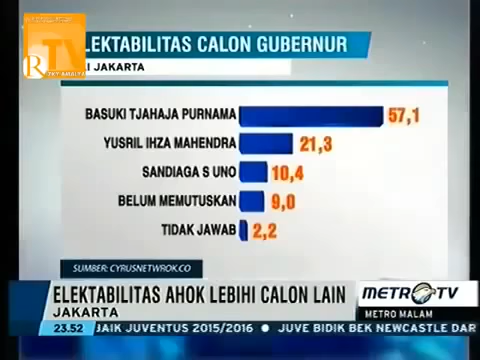 TV
R
ELEKTABILITAS CALON GUBERNUR
I JAKARTA
BASUKI TJAHAJA PURNAMA 57,1
YUSRIL IHZA MAHENDRA 21,3
SANDIAGA S UNO 10,4
BELUM MEMUTUSKAN 9,0
TIDAK JAWAB 2,2
SUMBER: CYRUSNETWROK.CO
ELEKTABILITAS AHOK LEBIHI CALON LAIN
JAKARTA
METRO TV
METRO MALAM
23.52 JAIK JUVENTUS 2015/2016 • JUVE BIDIK BEK NEWCASTLE DAR